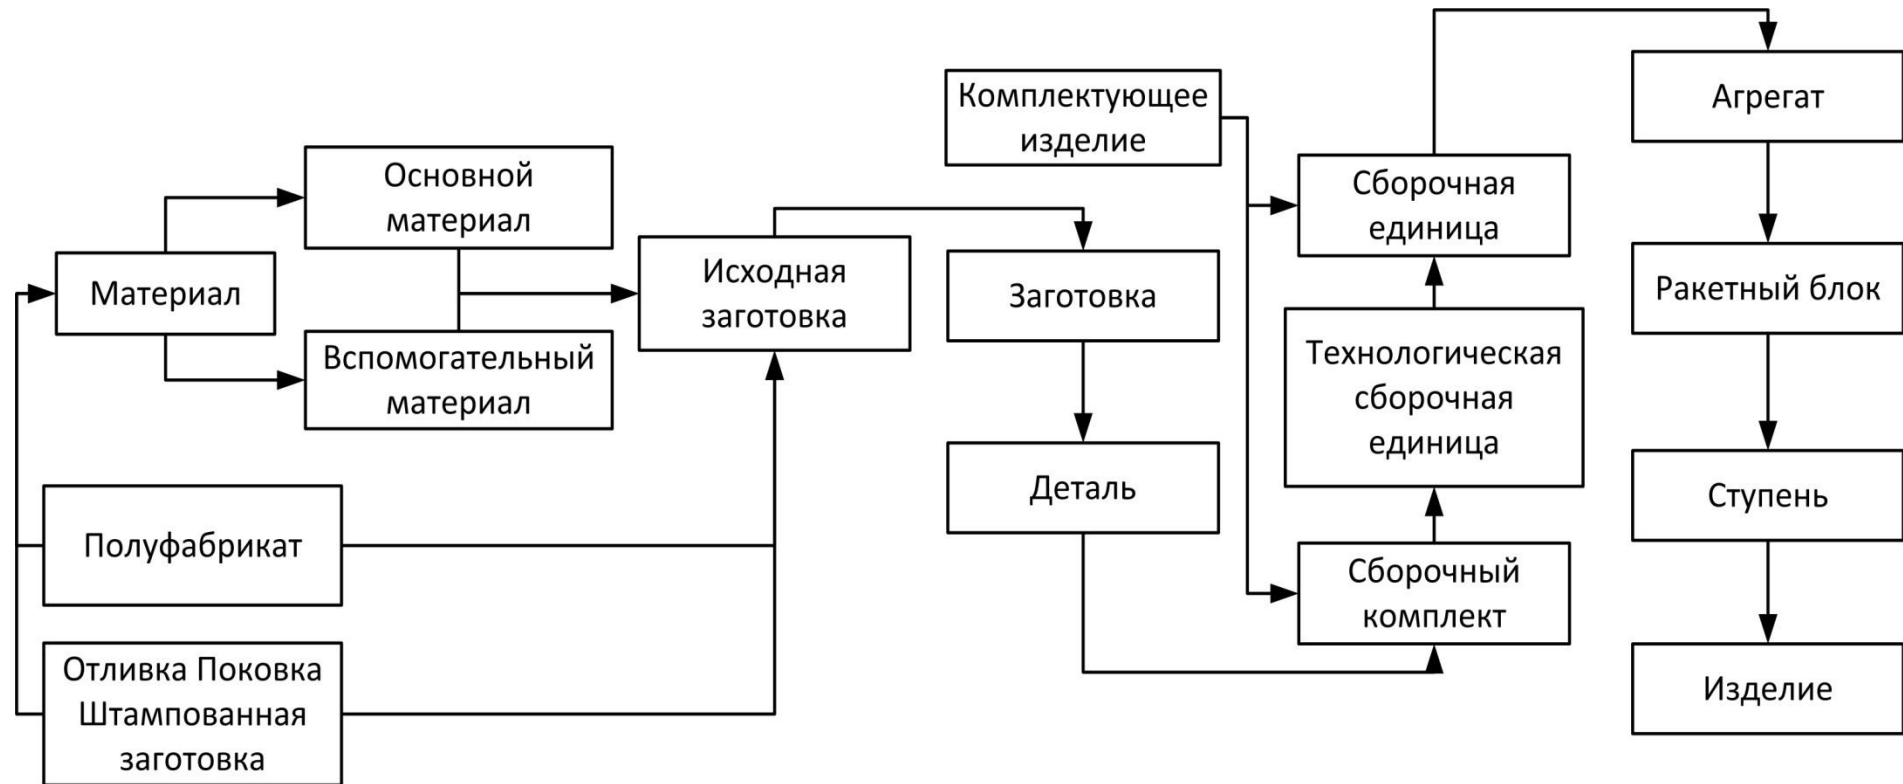 Материал
Основной
материал
Вспомогательный
материал
Полуфабрикат
Отливка Поковка
Штампованная
заготовка
Исходная
заготовка
Заготовка
Деталь
Комплектующее
изделие
Сборочная
единица
Технологическая
сборочная
единица
Сборочный
комплект
Агрегат
Ракетный блок
Ступень
Изделие